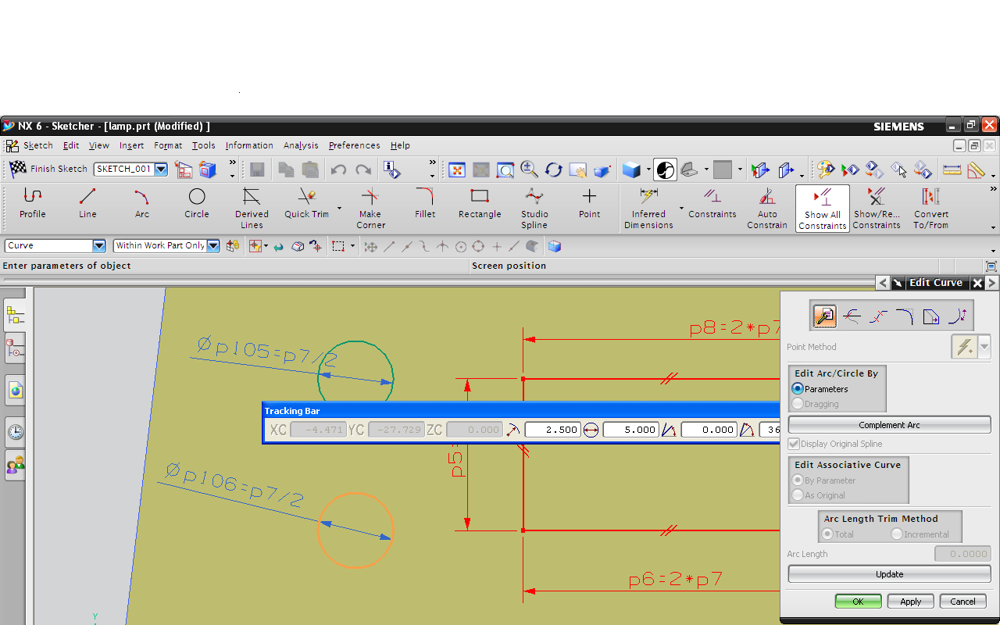 NX 6 - Sketcher - [lamp.prt (Modified) ]
SIEMENS
Sketch Edit View Insert Format Tools Information Analysis Preferences Help
Finish Sketch SKETCH_001
Profile Line Arc Circle Derived Lines Quick Trim Make Corner Fillet Rectangle Studio Spline Point Inferred Dimensions Constraints Auto Constrain Show All Constraints Show/Re... Constraints Convert To/From
Curve Within Work Part Only
Enter parameters of object Screen position
Edit Curve
Point Method
Edit Arc/Circle By
Parameters
Dragging
Complement Arc
Display Original Spline
Edit Associative Curve
By Parameter
As Original
Arc Length Trim Method
Total Incremental
Arc Length 0.0000
Update
OK Apply Cancel
p8=2*p7
Øp105=p7/2
Tracking Bar
XC -4.471 YC -27.729 ZC 0.000 2.500 5.000 0.000 36
p5
Øp106=p7/2
p6=2*p7
Y